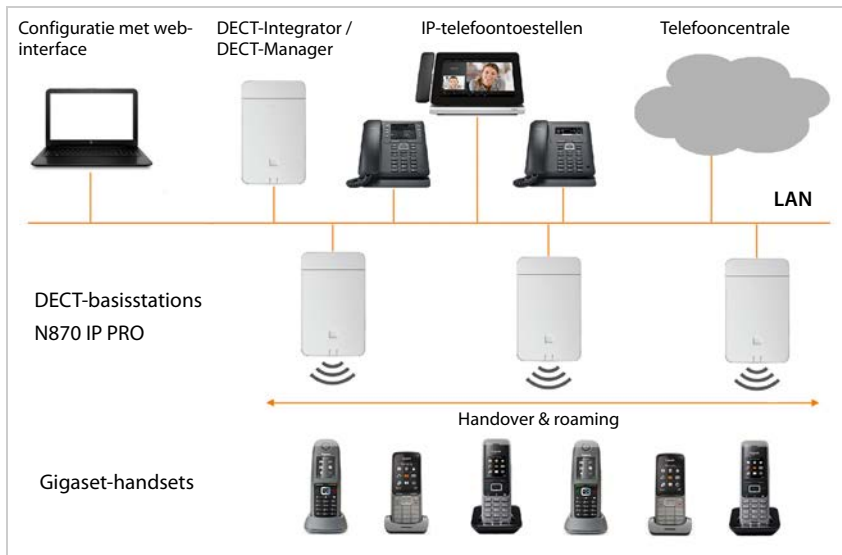 Configuratie met web-
interface
DECT-Integrator /
DECT-Manager
IP-telefoontoestellen
Telefooncentrale
LAN
DECT-basisstations
N870 IP PRO
Handover & roaming
Gigaset-handsets